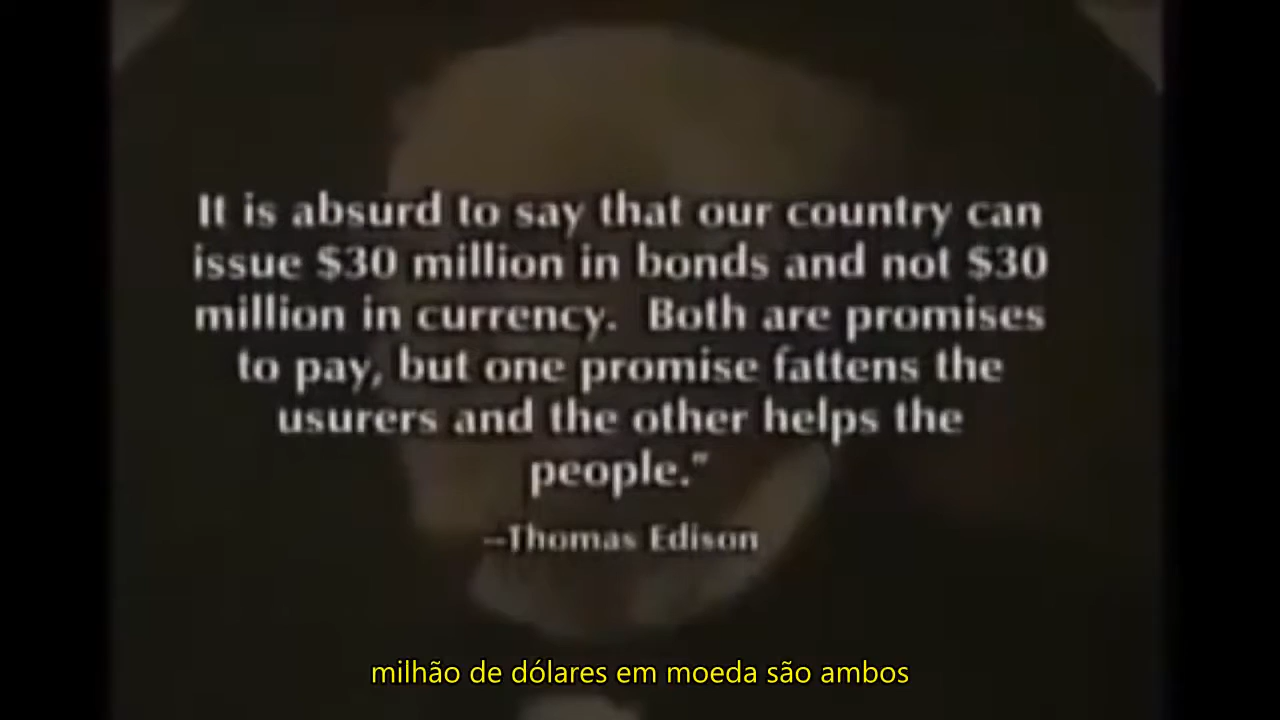 It is absurd to say that our country can
issue $30 million in bonds and not $30
million in currency. Both are promises
to pay, but one promise fattens the
usurers and the other helps the
people.”
--Thomas Edison
milhão de dólares em moeda são ambos